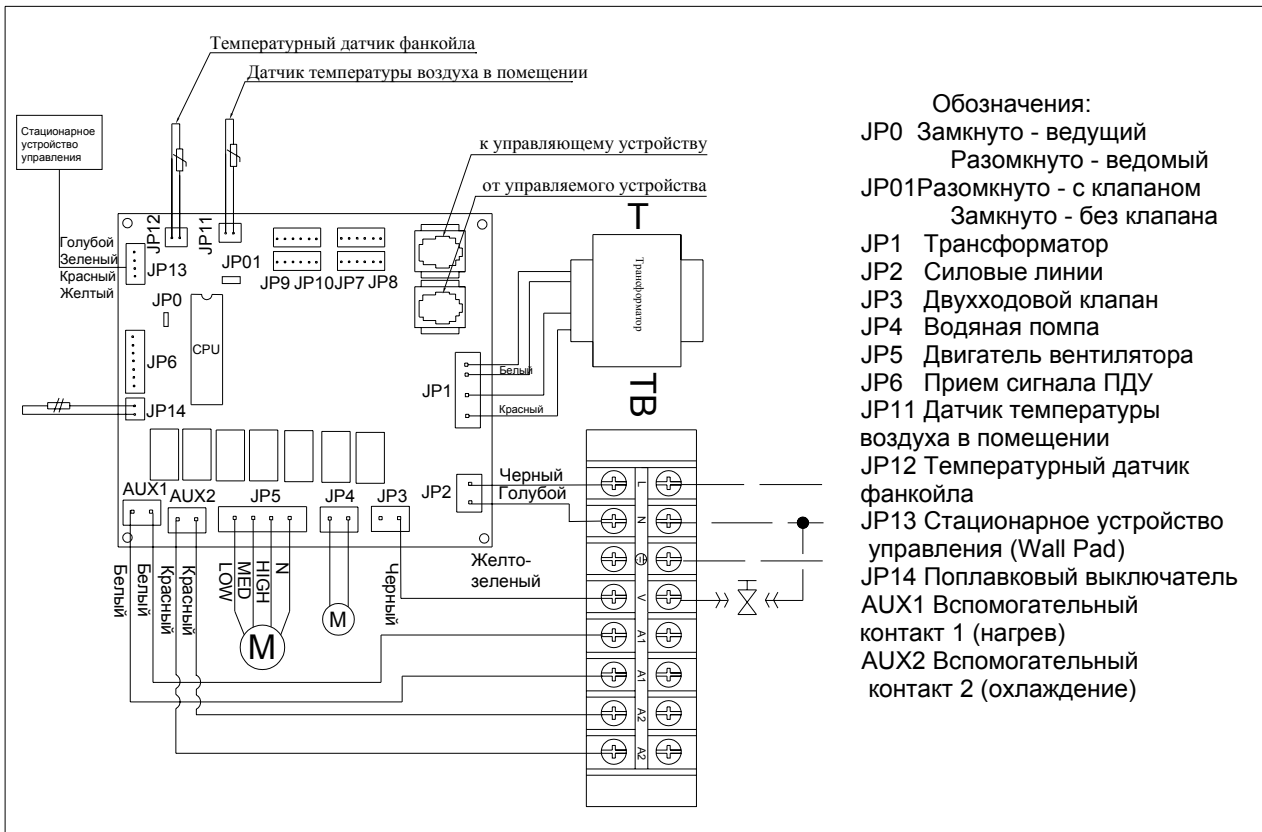 Температурный датчик фанкойла
Датчик температуры воздуха в помещении
Стационарное
устройство
управления
к управляющему устройству
от управляемого устройства
Голубой
Зеленый
Красный
Желтый
JP12
JP11
JP13
JP01
JP9 JP10 JP7 JP8
JP0
CPU
JP6
JP14
JP1
Белый
Красный
T
Трансформатор
TB
AUX1
AUX2
JP5
JP4
JP3
JP2
Черный
Голубой
Желто-
зеленый
Белый
Белый
Красный
Красный
LOW
MED
HIGH
N
M
M
Черный
L
N
V
A1
A1
A2
A2
Обозначения:
JP0 Замкнуто - ведущий
Разомкнуто - ведомый
JP01Разомкнуто - с клапаном
Замкнуто - без клапана
JP1 Трансформатор
JP2 Силовые линии
JP3 Двухходовой клапан
JP4 Водяная помпа
JP5 Двигатель вентилятора
JP6 Прием сигнала ПДУ
JP11 Датчик температуры
воздуха в помещении
JP12 Температурный датчик
фанкойла
JP13 Стационарное устройство
управления (Wall Pad)
JP14 Поплавковый выключатель
AUX1 Вспомогательный
контакт 1 (нагрев)
AUX2 Вспомогательный
контакт 2 (охлаждение)